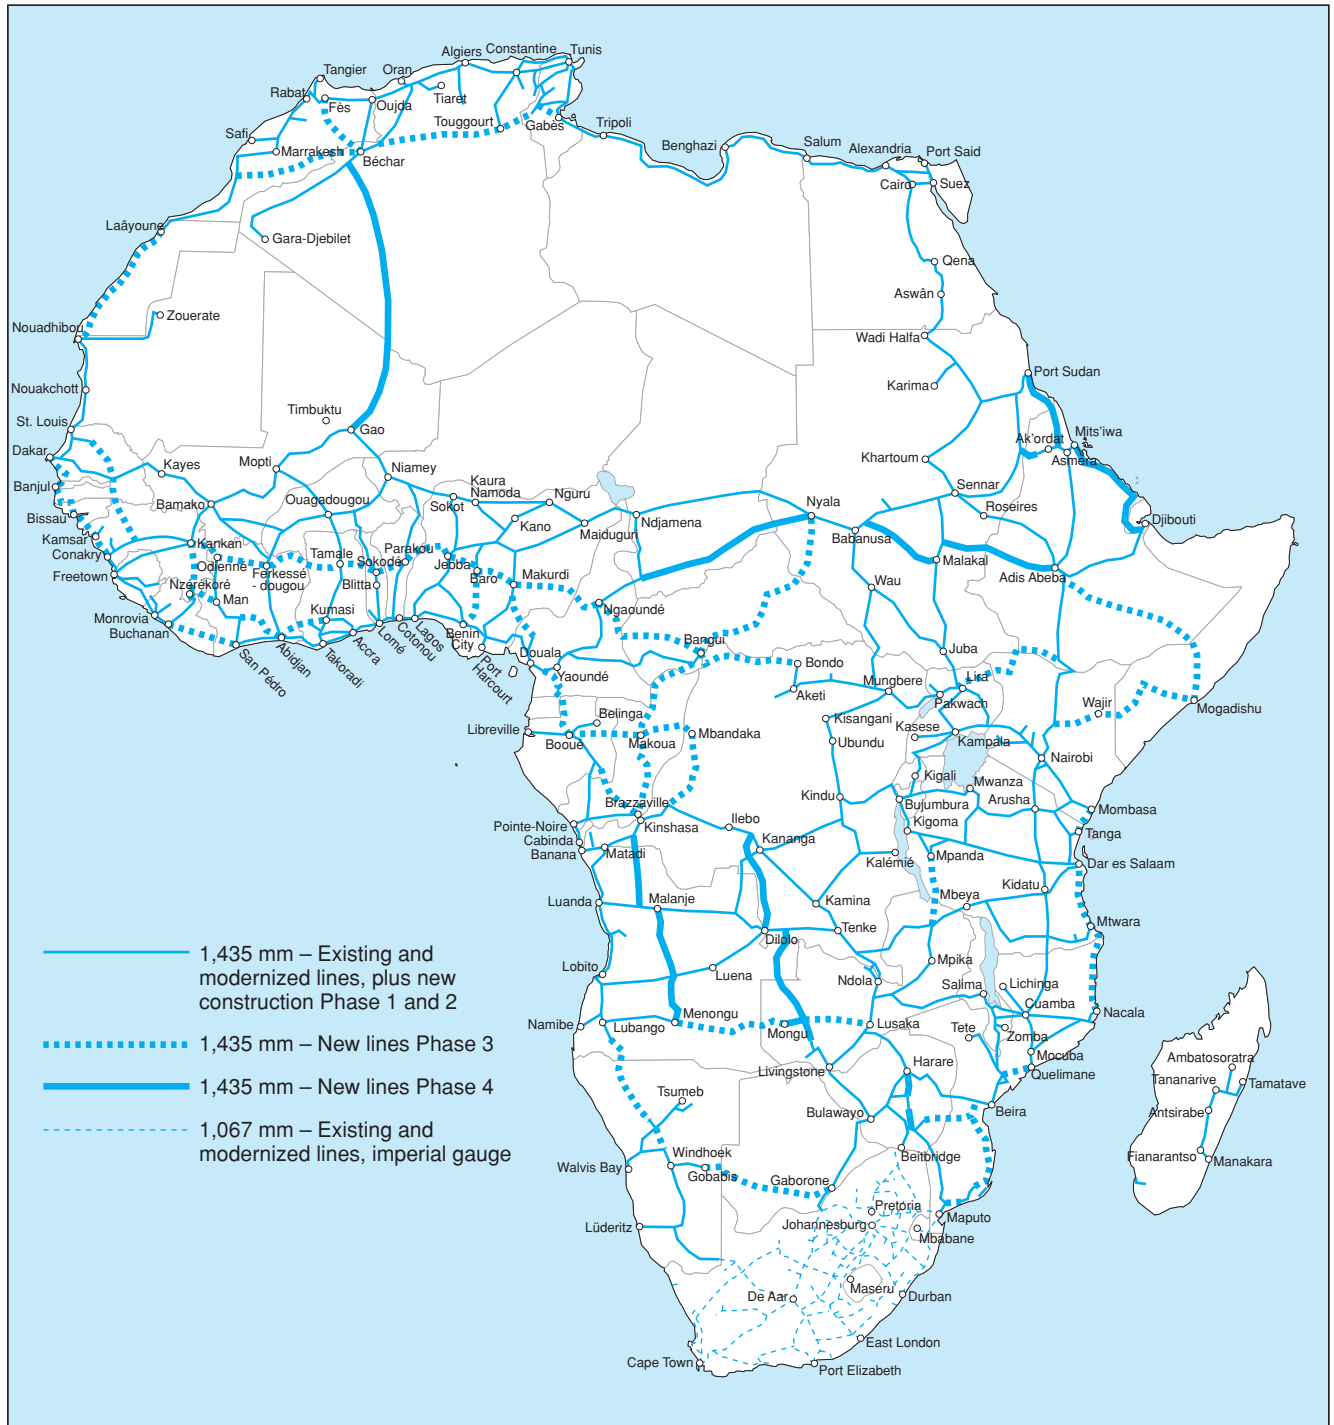 Algiers
Constantine
Tunis
Tangier
Oran
Rabat
Fès
Oujda
Tiaret
Touggourt
Gabès
Tripoli
Safi
Marrakesh
Béchar
Benghazi
Salum
Alexandria
Port Said
Cairo
Suez
Laâyoune
Gara-Djebilet
Qena
Aswân
Zouerate
Nouadhibou
Wadi Halfa
Port Sudan
Nouakchott
Karima
Timbuktu
St. Louis
Gao
Ak'ordat
Mits'iwa
Dakar
Kayes
Mopti
Niamey
Khartoum
Asmera
Banjul
Bamako
Ouagadougou
Kaura
Namoda
Sokot
Nguru
Sennar
Bissau
Kano
Ndjamena
Nyala
Roseires
Djibouti
Kamsar
Kankan
Maiduguri
Babanusa
Conakry
Odienne
Tamale
Parakou
Sokodé
Jebba
Malakal
Freetown
Ferkessé
- dougou
Blitta
Baro
Makurdi
Adis Abeba
Nzérékoré
Man
Wau
Monrovia
Kumasi
Ngaoundé
Buchanan
Benin
City
Bangui
San Pédro
Abidjan
Takoradi
Accra
Lomé
Cotonou
Lagos
Port
Harcourt
Douala
Juba
Yaoundé
Bondo
Aketi
Mungbere
Lira
Pakwach
Wajir
Mogadishu
Libreville
Belinga
Kisangani
Kasese
Booué
Makoua
Mbandaka
Ubundu
Kampala
Nairobi
Kigali
Mwanza
Brazzaville
Kindu
Bujumbura
Arusha
Mombasa
Pointe-Noire
Kinshasa
Ilebo
Kigoma
Cabinda
Kananga
Tanga
Banana
Matadi
Kalémié
Mpanda
Dar es Salaam
Luanda
Malanje
Kamina
Mbeya
Kidatu
Dilolo
Tenke
Mtwara
1,435 mm – Existing and
modernized lines, plus new
construction Phase 1 and 2
1,435 mm – New lines Phase 3
1,435 mm – New lines Phase 4
1,067 mm – Existing and
modernized lines, imperial gauge
Lobito
Luena
Ndola
Mpika
Salima
Lichinga
Cuamba
Namibe
Lubango
Menongu
Mongu
Lusaka
Tete
Zomba
Nacala
Mocuba
Livingstone
Harare
Quelimane
Ambatosoratra
Tananarive
Tamatave
Tsumeb
Bulawayo
Beira
Antsirabe
Walvis Bay
Windhoek
Gobabis
Gaborone
Beitbridge
Fianarantso
Manakara
Pretoria
Lüderitz
Johannesburg
Maputo
Mbabane
De Aar
Maseru
Durban
East London
Cape Town
Port Elizabeth